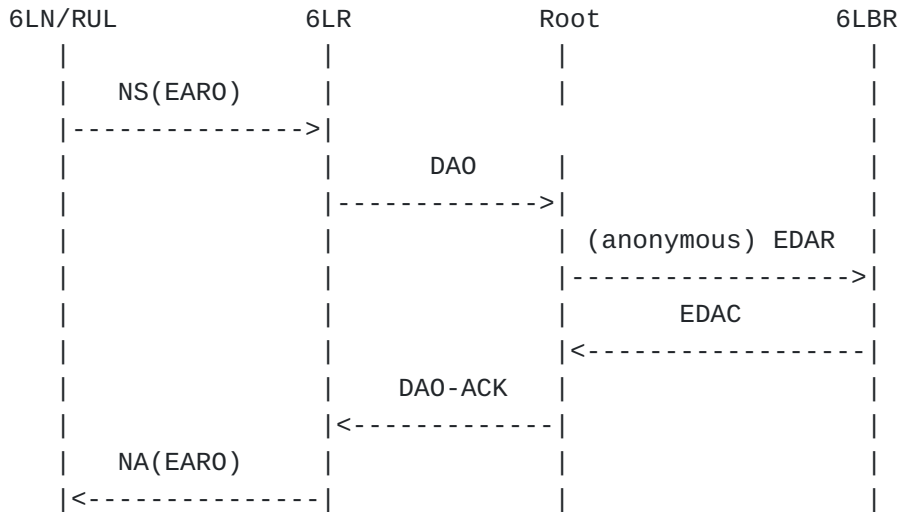 6LN/RUL 6LR Root 6LBR
NS(EARO)
DAO
(anonymous) EDAR
EDAC
DAO-ACK
NA(EARO)